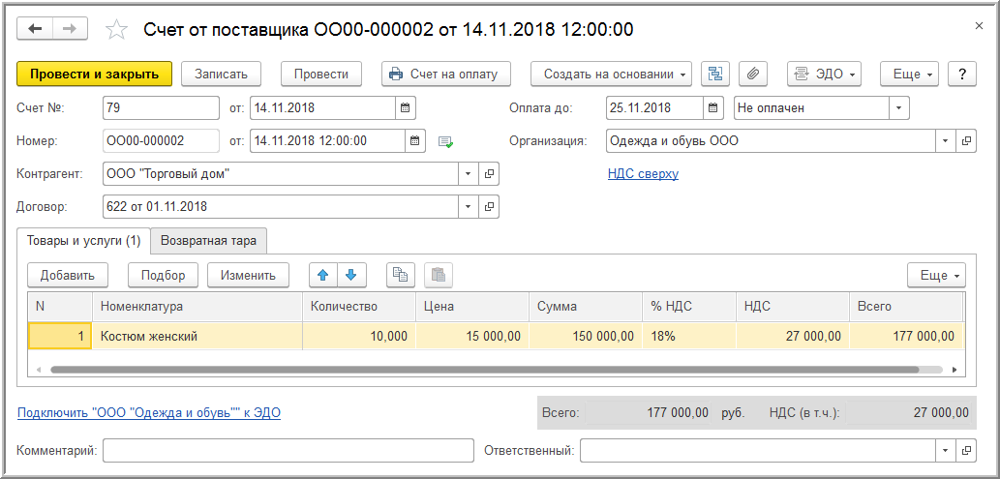 Счет от поставщика ОО00-000002 от 14.11.2018 12:00:00
Провести и закрыть Записать Провести Счет на оплату Создать на основании ЭДО Еще ?
Счет №: 79 от: 14.11.2018 Оплата до: 25.11.2018 Не оплачен
Номер: ОО00-000002 от: 14.11.2018 12:00:00 Организация: Одежда и обувь ООО
Контрагент: ООО "Торговый дом" НДС сверху
Договор: 622 от 01.11.2018
Товары и услуги (1) Возвратная тара
Добавить Подбор Изменить Еще
N Номенклатура Количество Цена Сумма % НДС НДС Всего
1 Костюм женский 10,000 15 000,00 150 000,00 18% 27 000,00 177 000,00
Подключить "ООО "Одежда и обувь"" к ЭДО Всего: 177 000,00 руб. НДС (в т.ч.): 27 000,00
Комментарий: Ответственный: